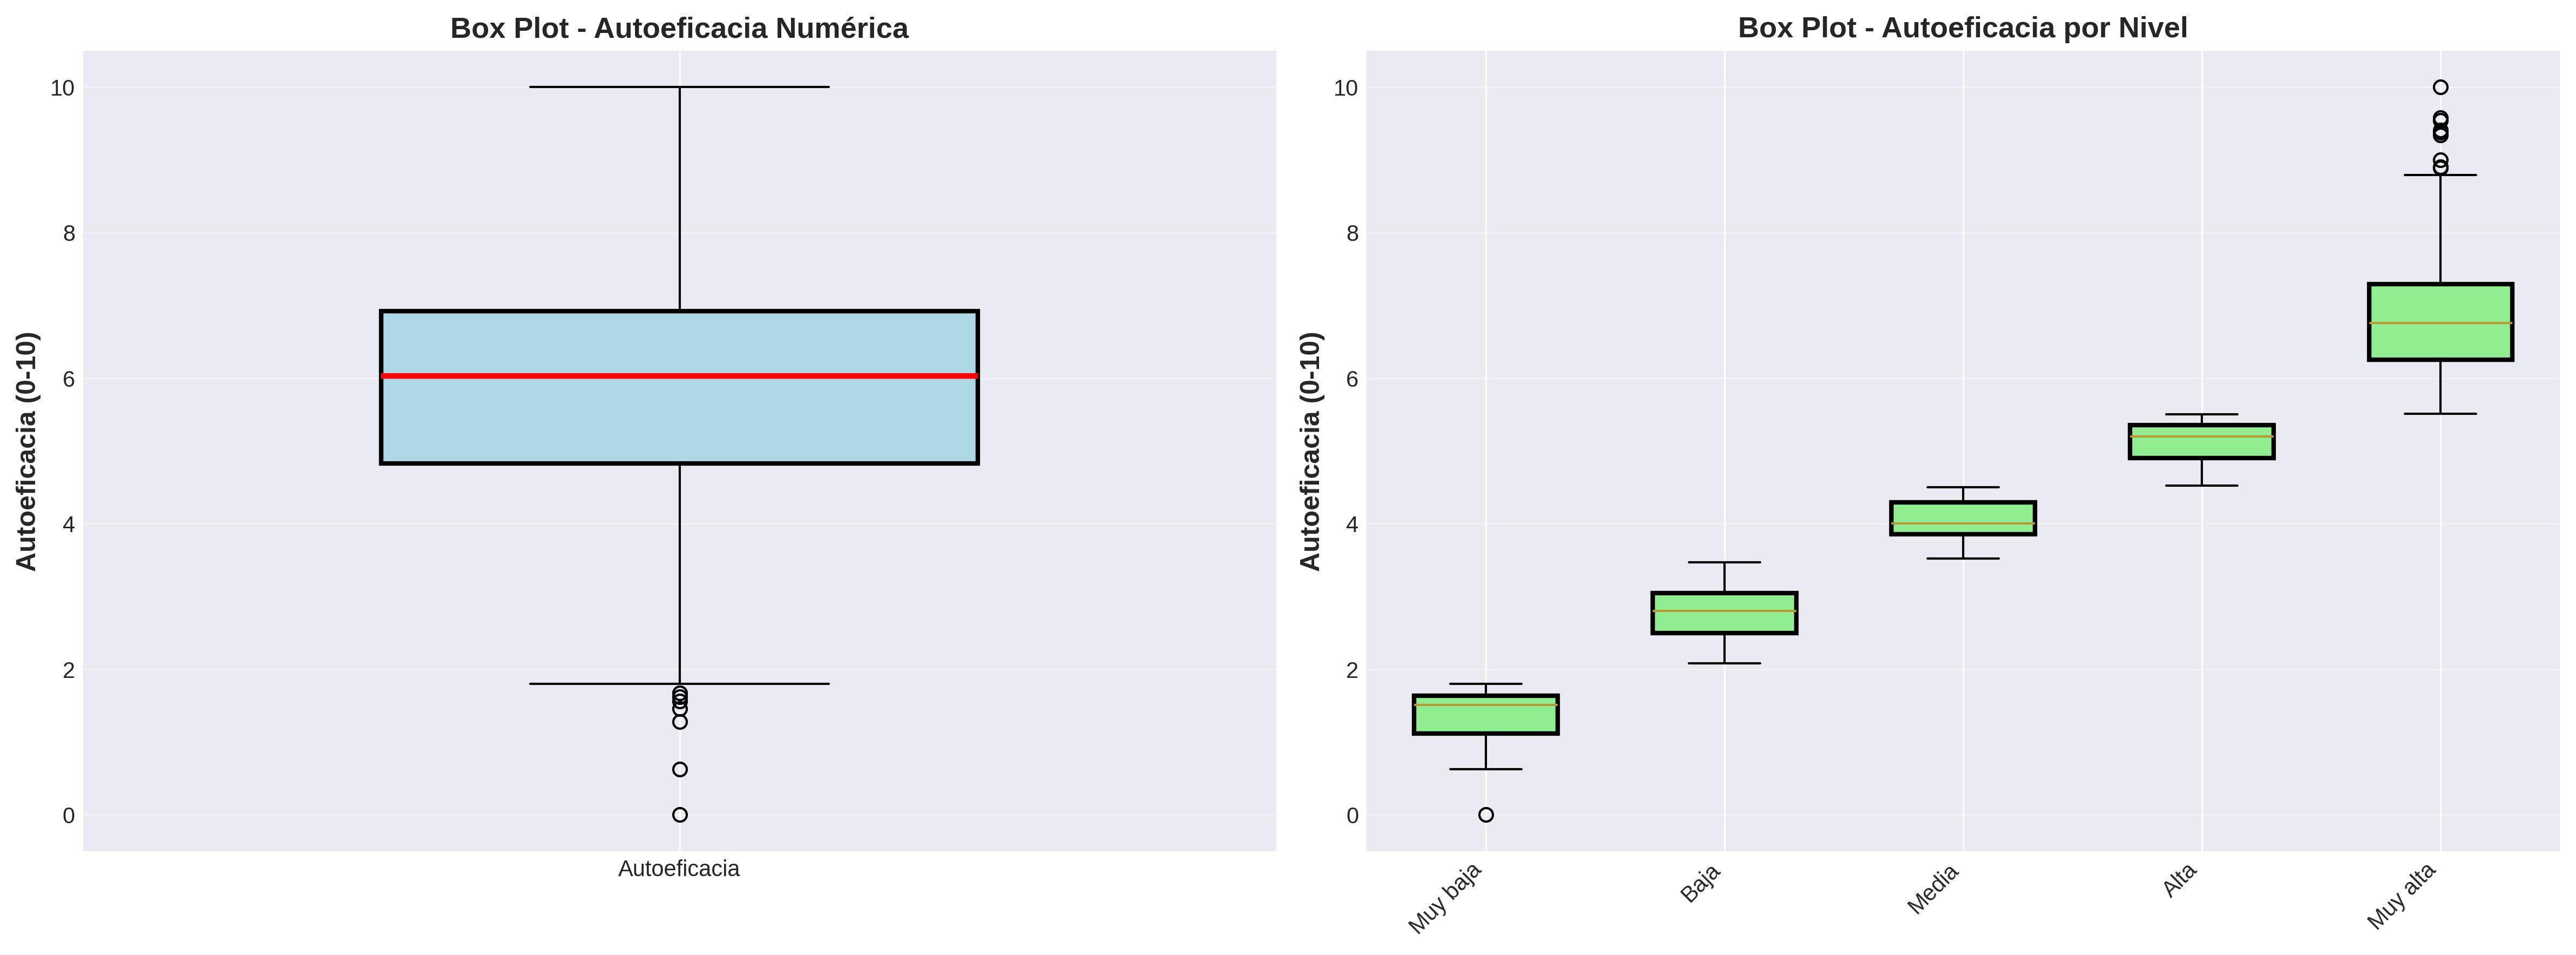 Box Plot - Autoeficacia Numérica
Autoeficacia (0-10)
10
8
6
4
2
0
Autoeficacia
Box Plot - Autoeficacia por Nivel
Autoeficacia (0-10)
10
8
6
4
2
0
Muy baja
Baja
Media
Alta
Muy alta